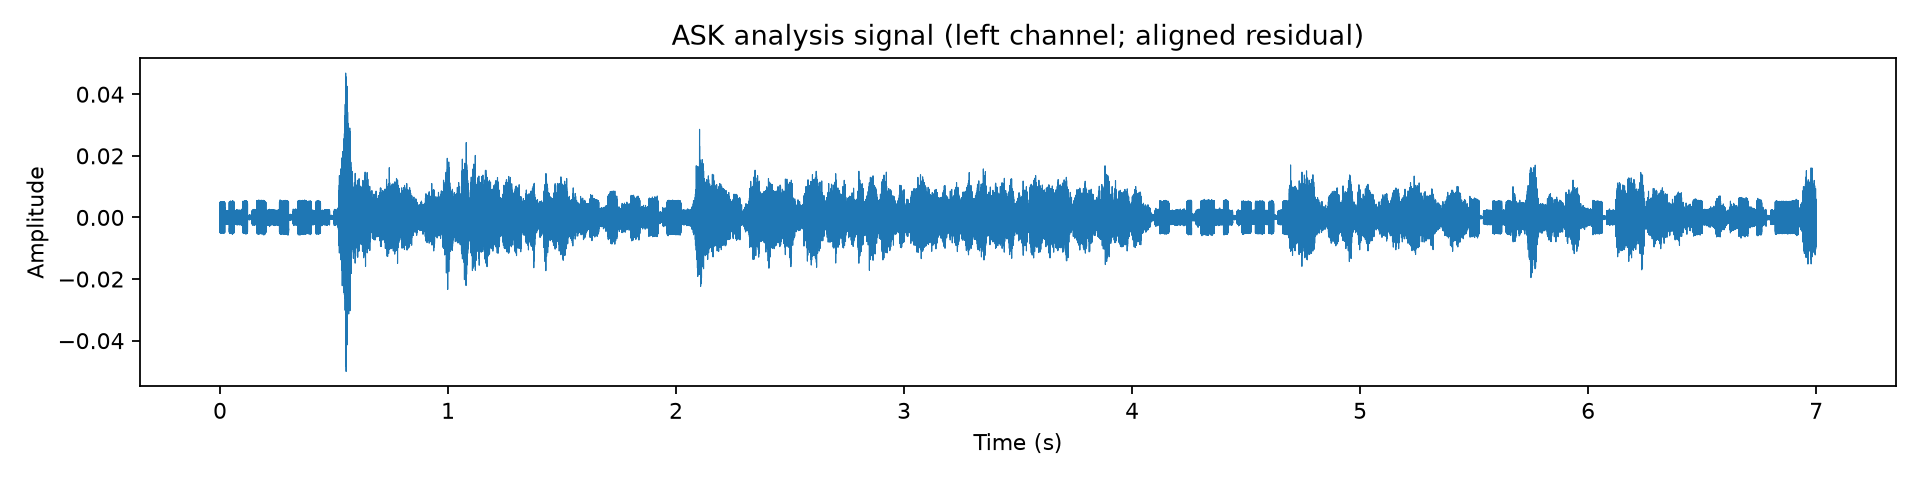 ASK analysis signal (left channel; aligned residual)
0.04
0.02
0.00
−0.02
−0.04
Amplitude
0 1 2 3 4 5 6 7
Time (s)